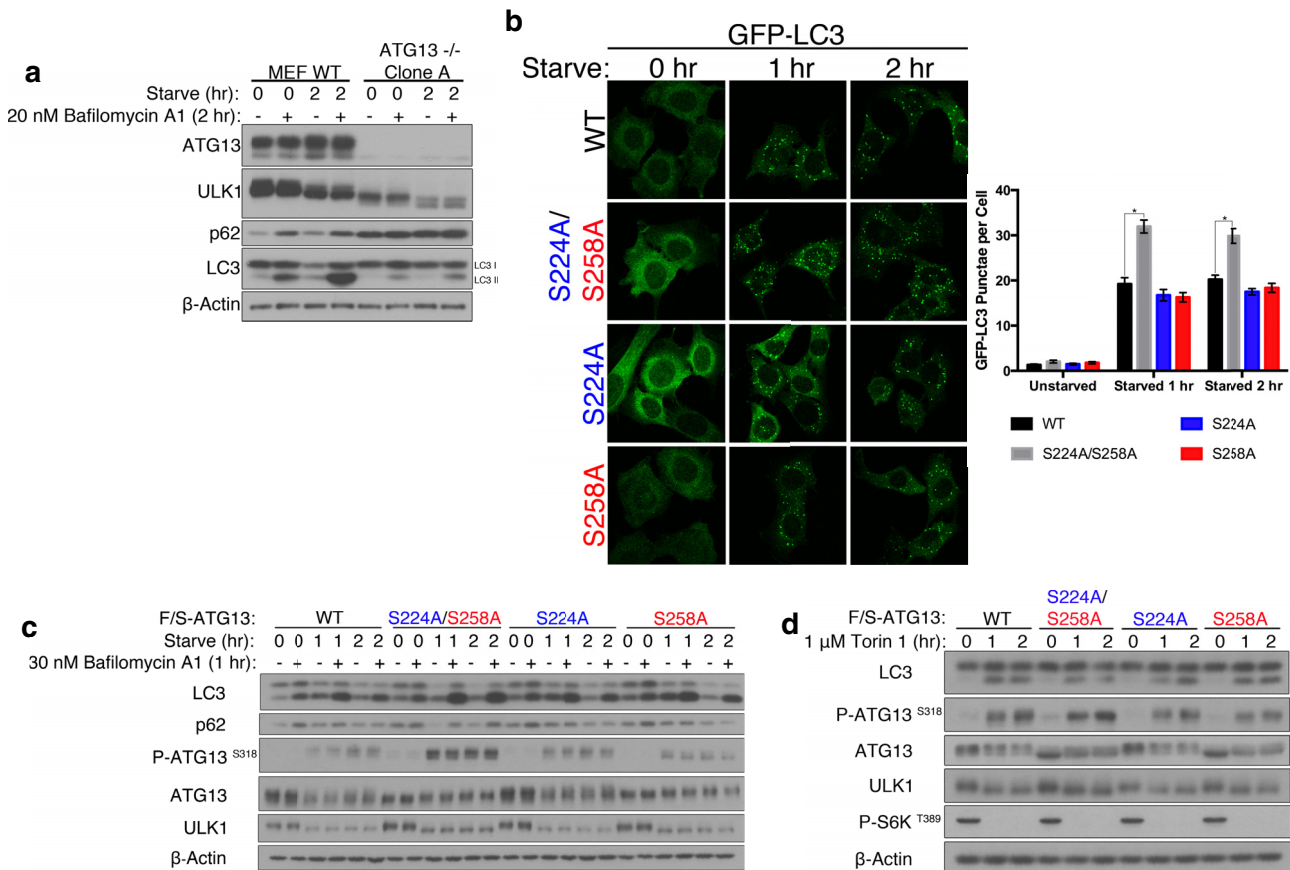 a
MEF WT
ATG13 -/-
Clone A
Starve (hr): 0 0 2 2 0 0 2 2
20 nM Bafilomycin A1 (2 hr): - + - + - + - +
ATG13
ULK1
p62
LC3
LC3 I
LC3 II
β-Actin
b
GFP-LC3
Starve: 0 hr 1 hr 2 hr
WT
S224A/
S258A
S224A
S258A
GFP-LC3 Punctae per Cell
40
30
20
10
0
* *
Unstarved Starved 1 hr Starved 2 hr
WT S224A
S224A/S258A S258A
c
F/S-ATG13: WT S224A/S258A S224A S258A
Starve (hr): 0 0 1 1 2 2 0 0 1 1 2 2 0 0 1 1 2 2 0 0 1 1 2 2
30 nM Bafilomycin A1 (1 hr): - + - + - + - + - + - + - + - + - + - + - + - +
LC3
p62
P-ATG13 S318
ATG13
ULK1
β-Actin
d
F/S-ATG13: WT S224A/ S258A S224A S258A
1 µM Torin 1 (hr): 0 1 2 0 1 2 0 1 2 0 1 2
LC3
P-ATG13 S318
ATG13
ULK1
P-S6K T389
β-Actin